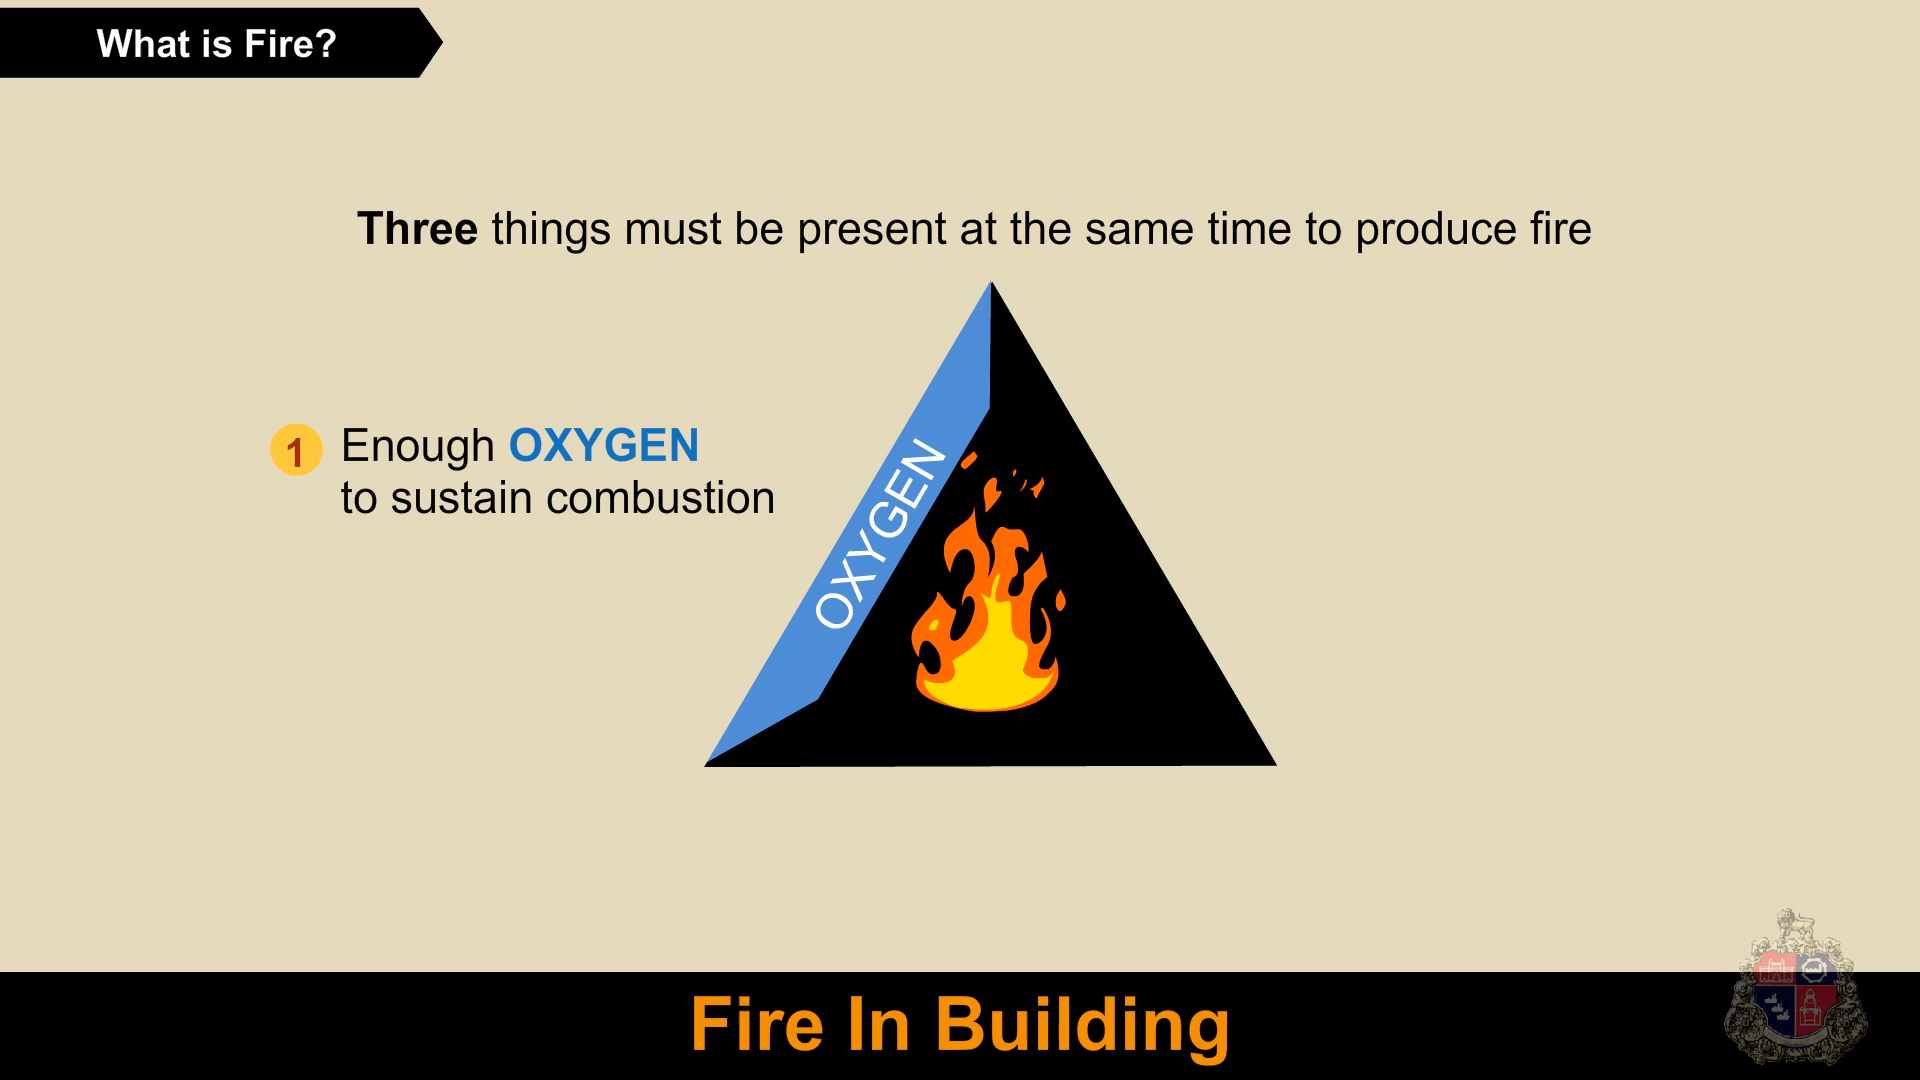 What is Fire?
Three things must be present at the same time to produce fire
1 Enough OXYGEN
to sustain combustion
OXYGEN
Fire In Building